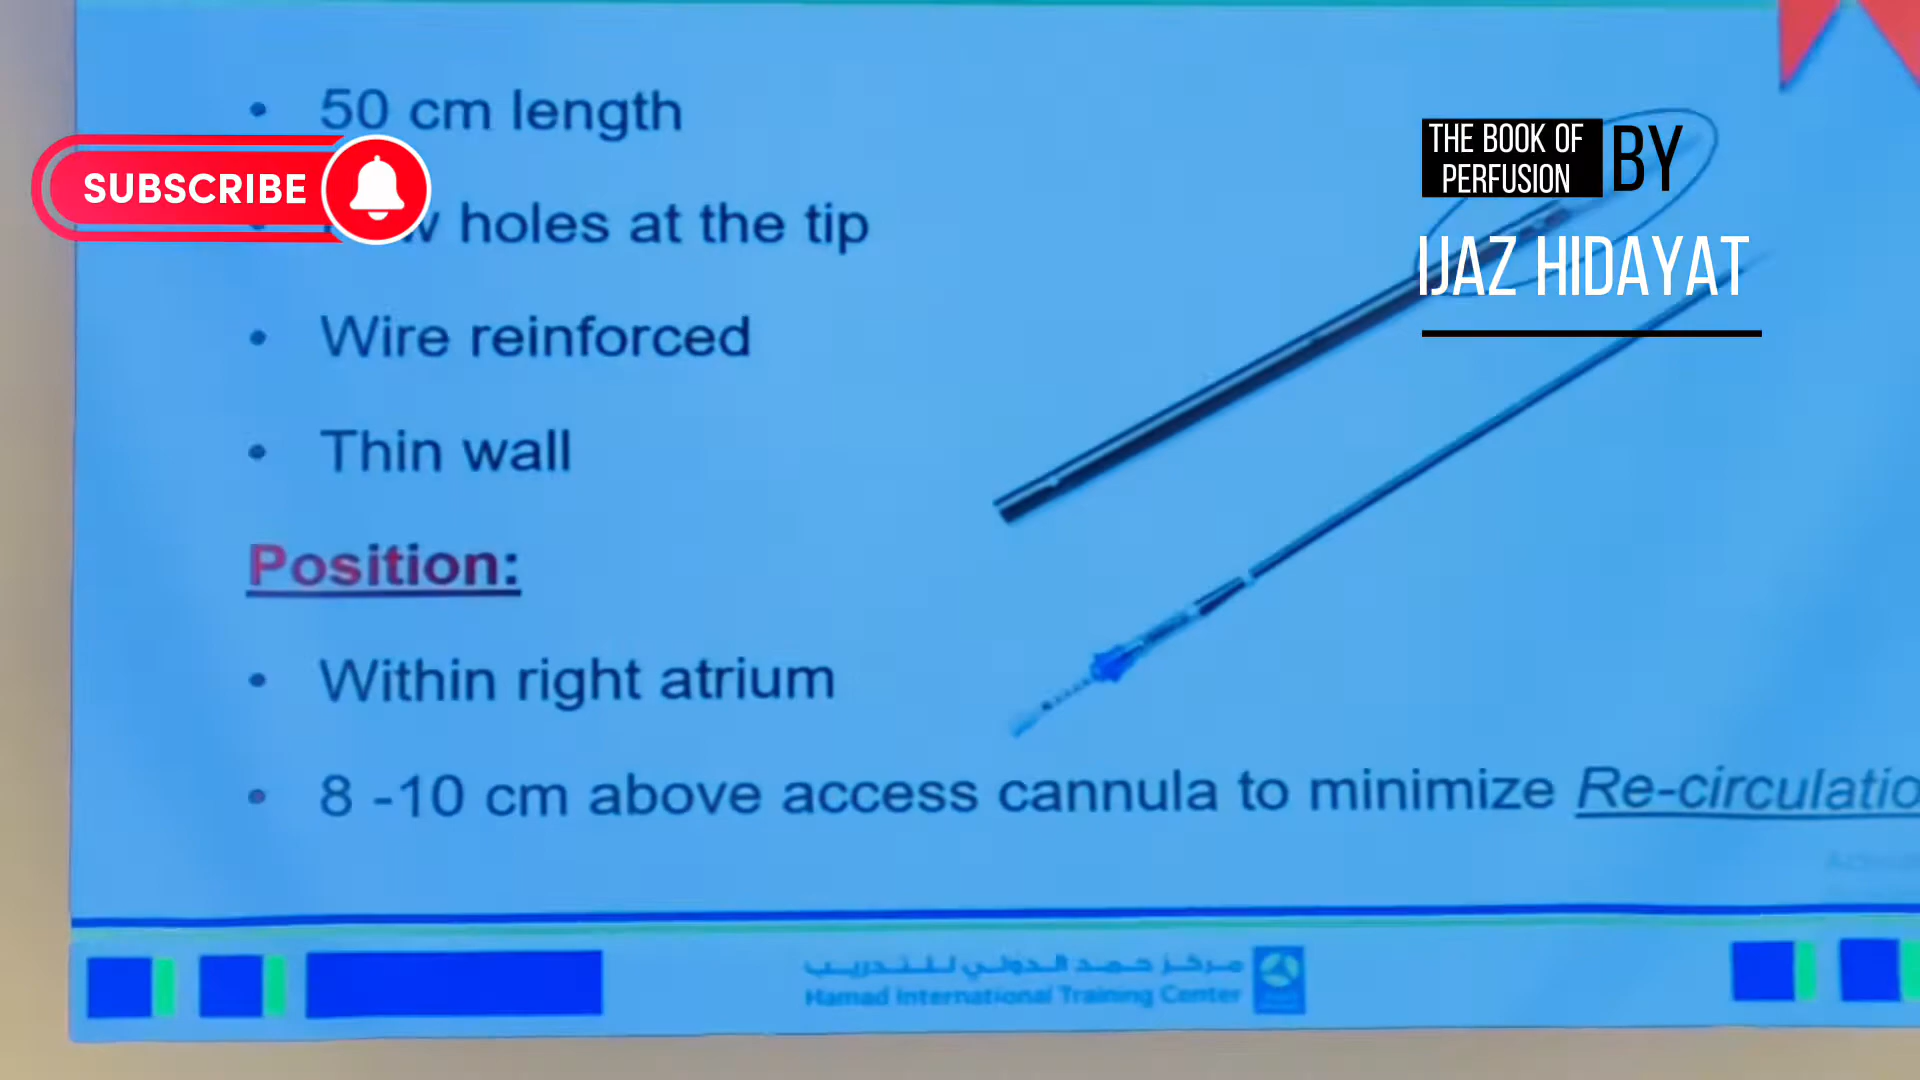 • 50 cm length
SUBSCRIBE
• holes at the tip
• Wire reinforced
• Thin wall
Position:
• Within right atrium
• 8 -10 cm above access cannula to minimize Re-circulatio
THE BOOK OF
PERFUSION BY
IJAZ HIDAYAT
مركز حمد الدولي للتدريب
Hamad International Training Center